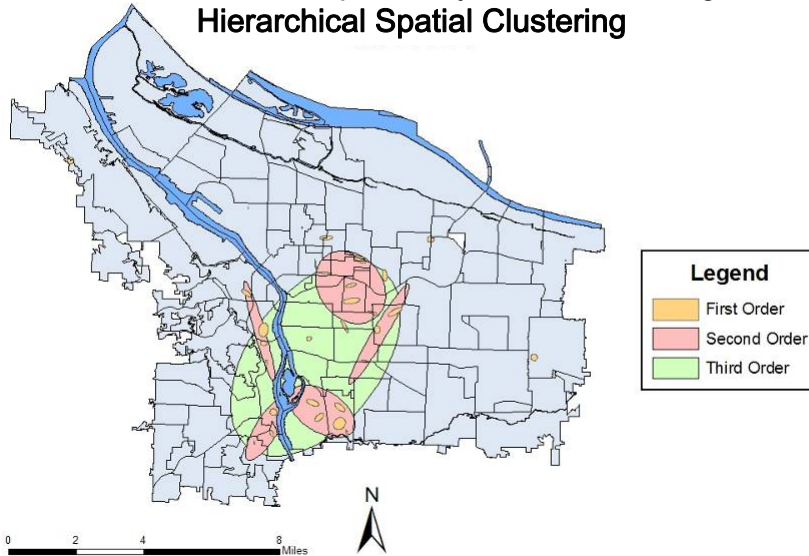 Hierarchical Spatial Clustering
Legend
First Order
Second Order
Third Order
N
0 2 4 8
Miles